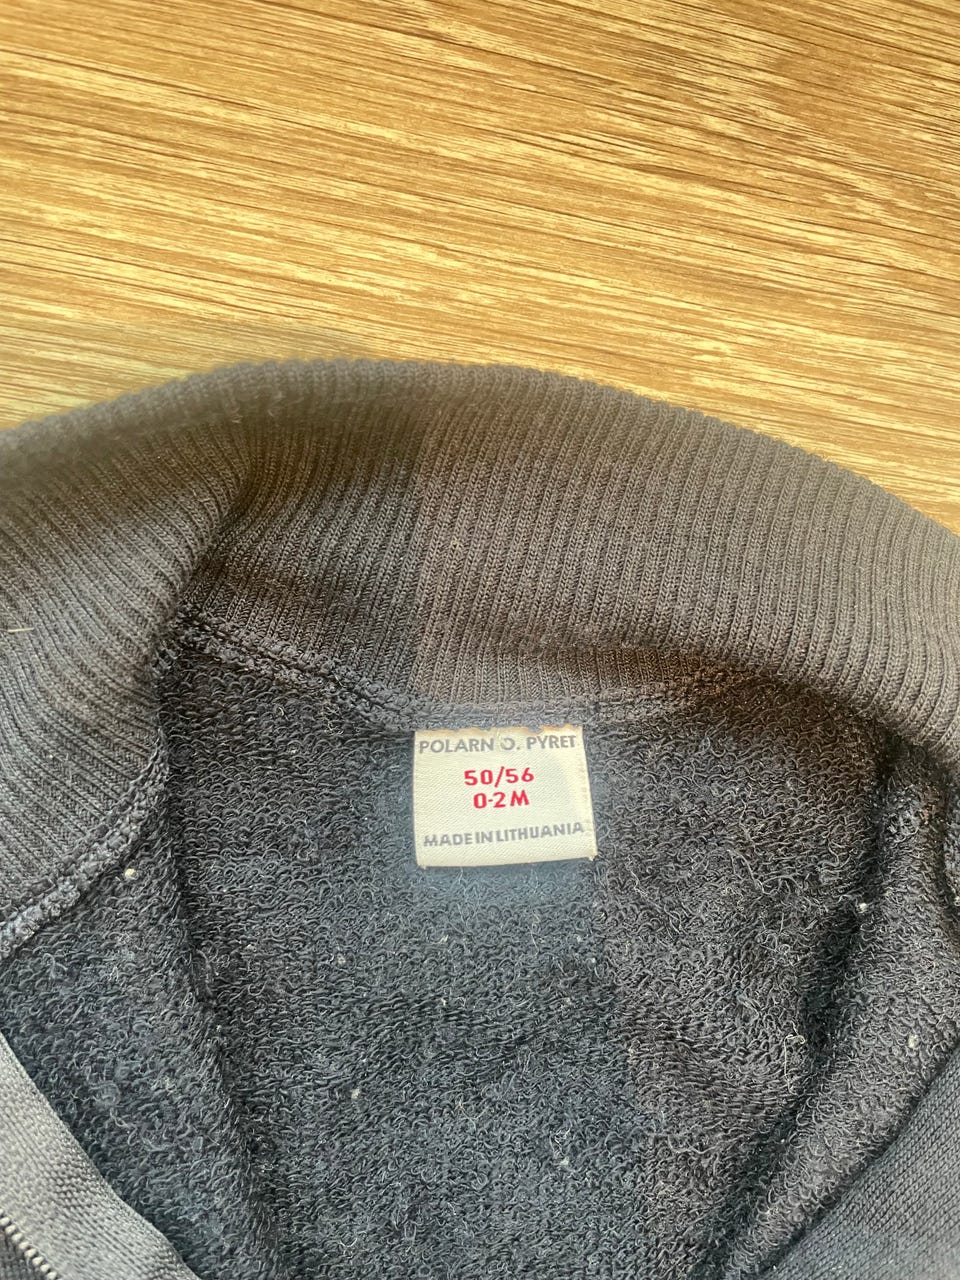 POLARN O. PYRET
50/56
0-2M
MADE IN LITHUANIA